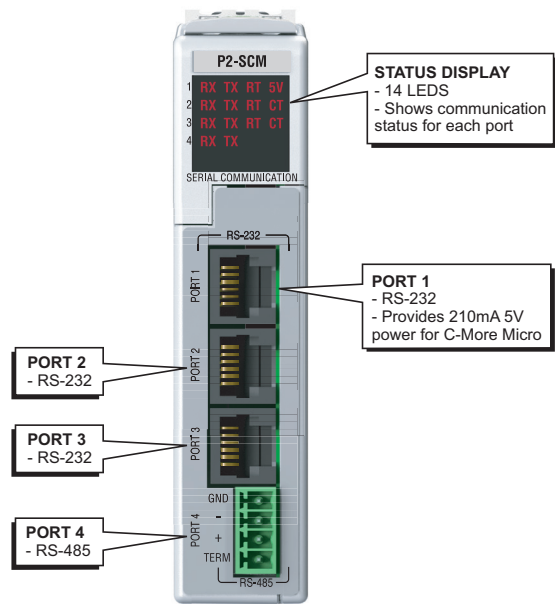 P2-SCM
1 RX TX RT 5V
2 RX TX RT CT
3 RX TX RT CT
4 RX TX
SERIAL COMMUNICATION
STATUS DISPLAY
- 14 LEDS
- Shows communication
status for each port
RS-232
PORT 1
PORT 1
- RS-232
- Provides 210mA 5V
power for C-More Micro
PORT 2
- RS-232
PORT 2
PORT 3
- RS-232
PORT 3
PORT 4
- RS-485
PORT 4
GND
-
+
TERM
RS-485